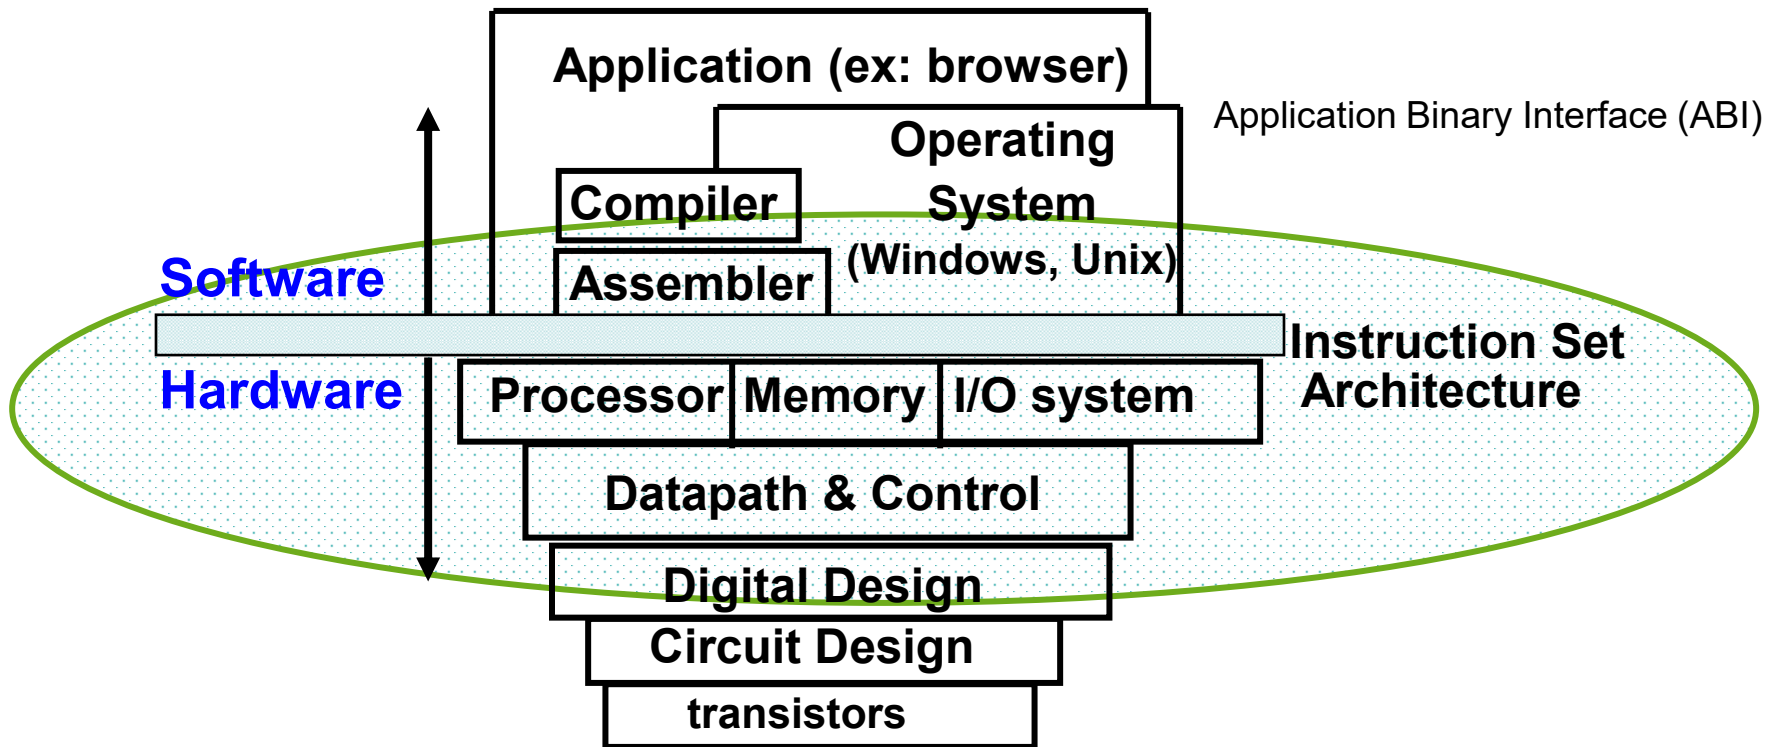 Application (ex: browser)
Application Binary Interface (ABI)
Operating
System
(Windows, Unix)
Compiler
Assembler
Software
Instruction Set
Architecture
Hardware
Processor
Memory
I/O system
Datapath & Control
Digital Design
Circuit Design
transistors